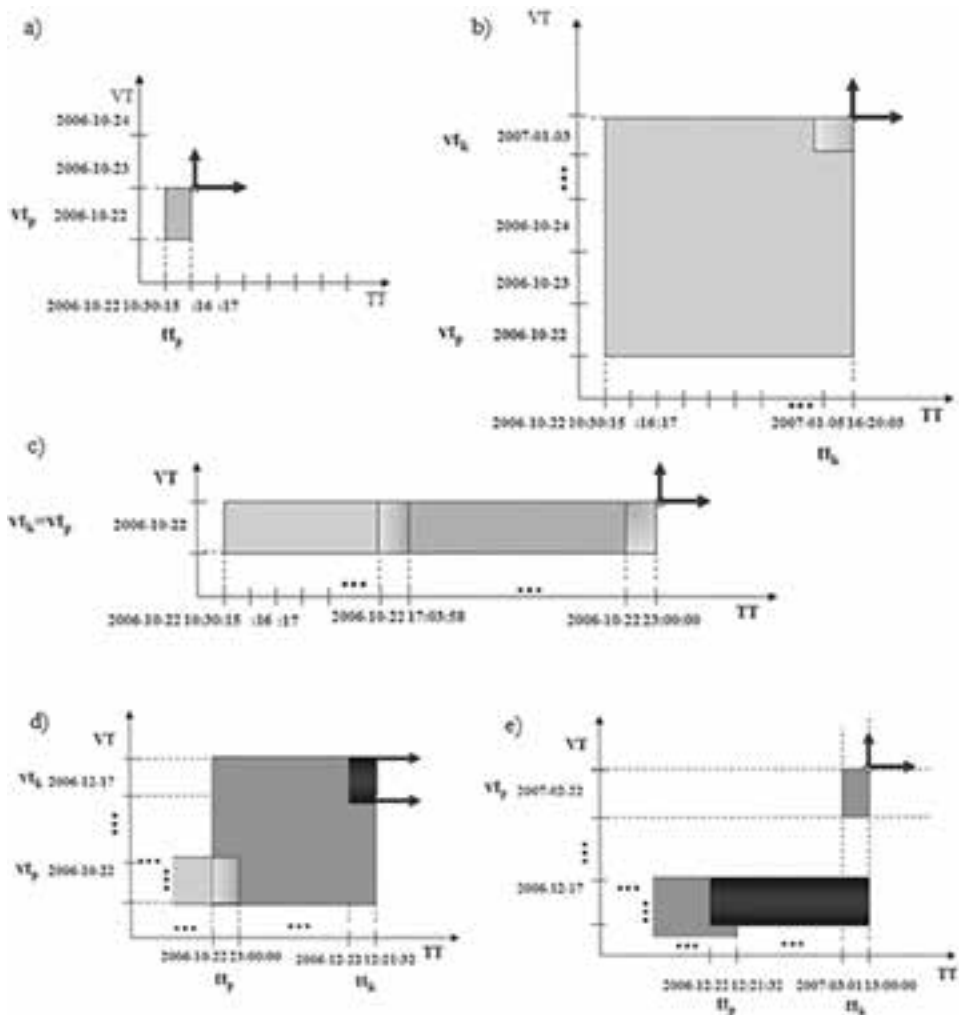 a)
VT
2006-10-24
2006-10-23
vt_p 2006-10-22
TT
2006-10-22 10:30:15 :16 :17
tt_p
b)
VT
vt_k 2007-01-05
...
2006-10-24
2006-10-23
vt_p 2006-10-22
...
TT
2006-10-22 10:30:15 :16:17 2007-01-05 16:20:05
tt_k
c)
VT
vt_k=vt_p 2006-10-22
... ...
TT
2006-10-22 10:30:15 :16 :17 2006-10-22 17:03:58 2006-10-22 23:00:00
d)
VT
vt_k 2006-12-17
...
vt_p 2006-10-22 ...
...
... ...
TT
2006-10-22 23:00:00 2006-12-22 12:21:32
tt_p tt_k
e)
VT
vt_p 2007-02-22
...
2006-12-17 ...
...
... ...
TT
2006-12-22 12:21:32 2007-03-01 15:00:00
tt_p tt_k